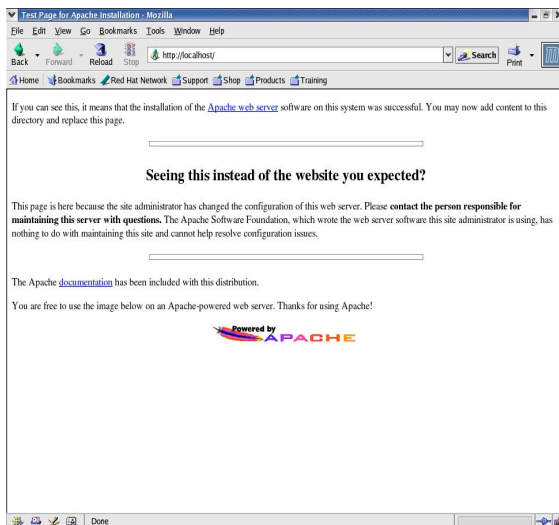 Test Page for Apache Installation - Mozilla
File Edit View Go Bookmarks Tools Window Help
Back Forward Reload Stop http://localhost/ Search Print
Home Bookmarks Red Hat Network Support Shop Products Training
If you can see this, it means that the installation of the Apache web server software on this system was successful. You may now add content to this
directory and replace this page.
Seeing this instead of the website you expected?
This page is here because the site administrator has changed the configuration of this web server. Please contact the person responsible for
maintaining this server with questions. The Apache Software Foundation, which wrote the web server software this site administrator is using, has
nothing to do with maintaining this site and cannot help resolve configuration issues.
The Apache documentation has been included with this distribution.
You are free to use the image below on an Apache-powered web server. Thanks for using Apache!
Powered by
APACHE
Done